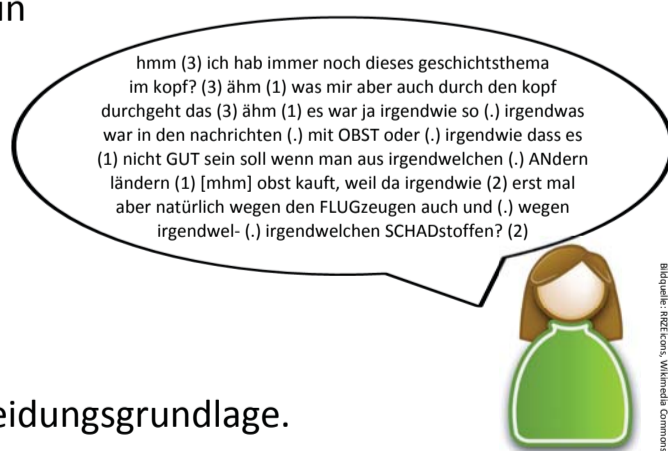 in
hmm (3) ich hab immer noch dieses geschichtsthema
im kopf? (3) ähm (1) was mir aber auch durch den kopf
durchgeht das (3) ähm (1) es war ja irgendwie so (.) irgendwas
war in den nachrichten (.) mit OBST oder (.) irgendwie dass es
(1) nicht GUT sein soll wenn man aus irgendwelchen (.) ANdern
ländern (1) [mhm] obst kauft, weil da irgendwie (2) erst mal
aber natürlich wegen den FLUGzeugen auch und (.) wegen
irgendwel- (.) irgendwelchen SCHADstoffen? (2)
Bildquelle: RRZEicons, Wikimedia Commons
eidungsgrundlage.